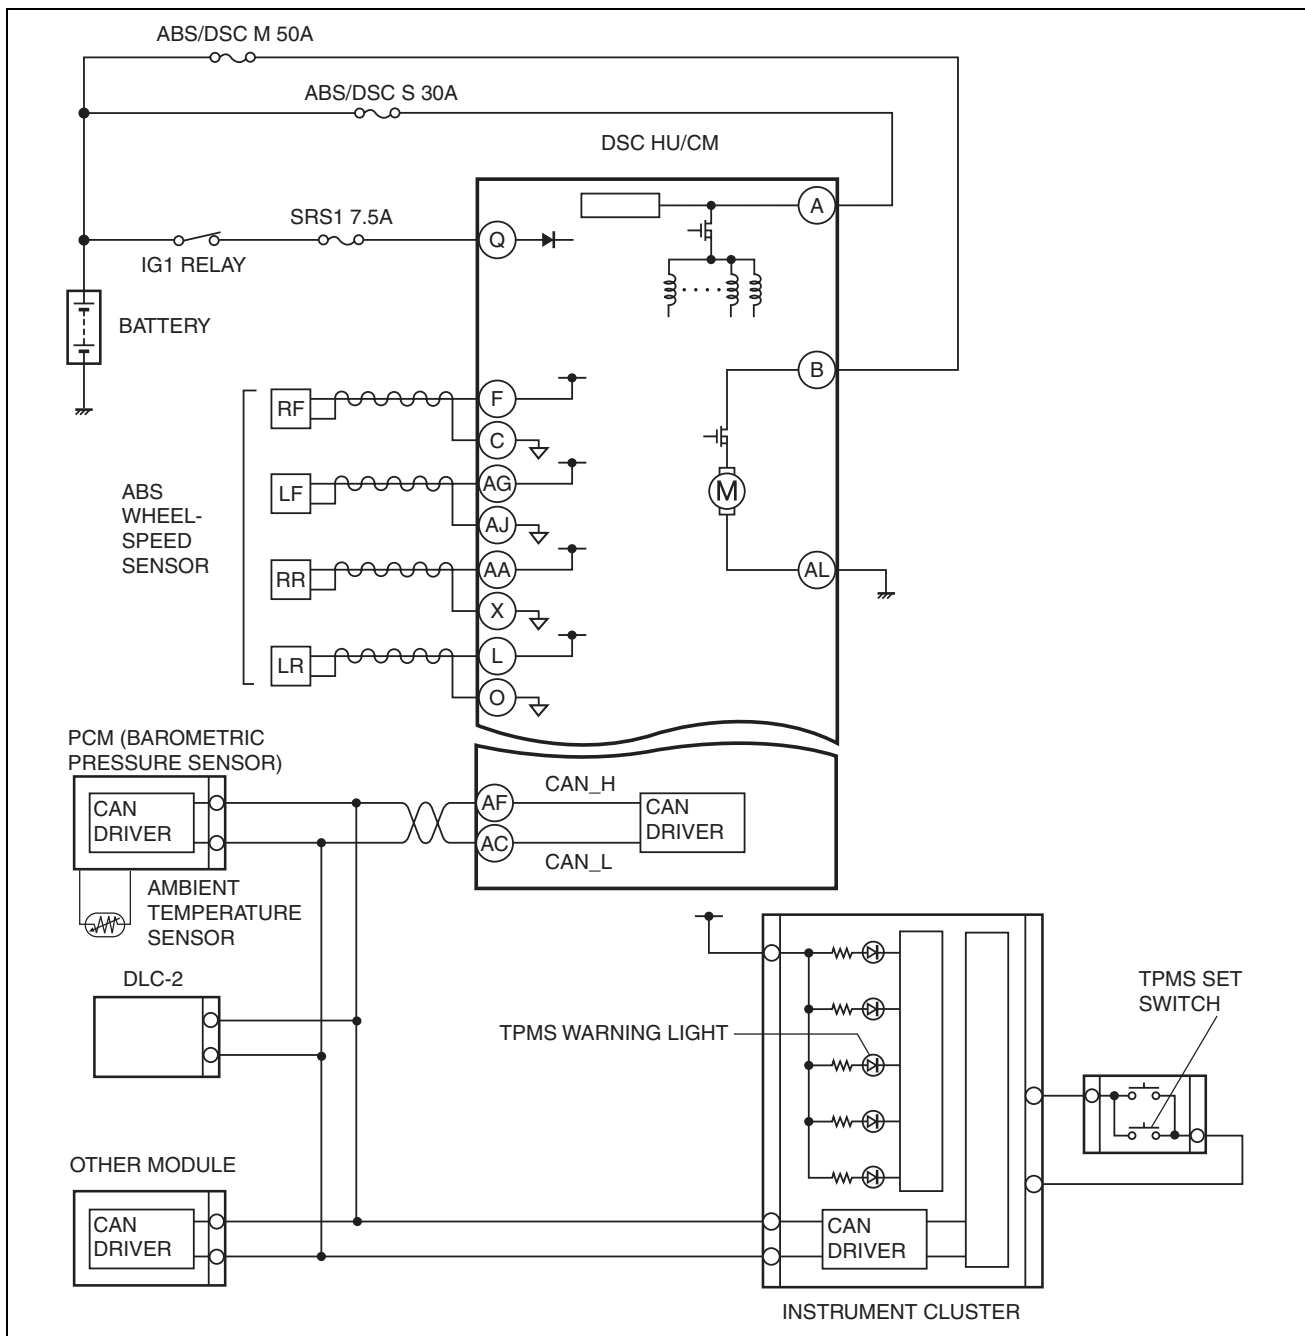 ABS/DSC M 50A
ABS/DSC S 30A
DSC HU/CM
A
SRS1 7.5A
Q
IG1 RELAY
BATTERY
B
RF
F
C
ABS
WHEEL-
SPEED
SENSOR
LF
AG
AJ
M
RR
AA
X
AL
LR
L
O
PCM (BAROMETRIC
PRESSURE SENSOR)
CAN
DRIVER
AF
CAN_H
CAN
DRIVER
AC
CAN_L
AMBIENT
TEMPERATURE
SENSOR
DLC-2
TPMS WARNING LIGHT
TPMS SET
SWITCH
OTHER MODULE
CAN
DRIVER
CAN
DRIVER
INSTRUMENT CLUSTER